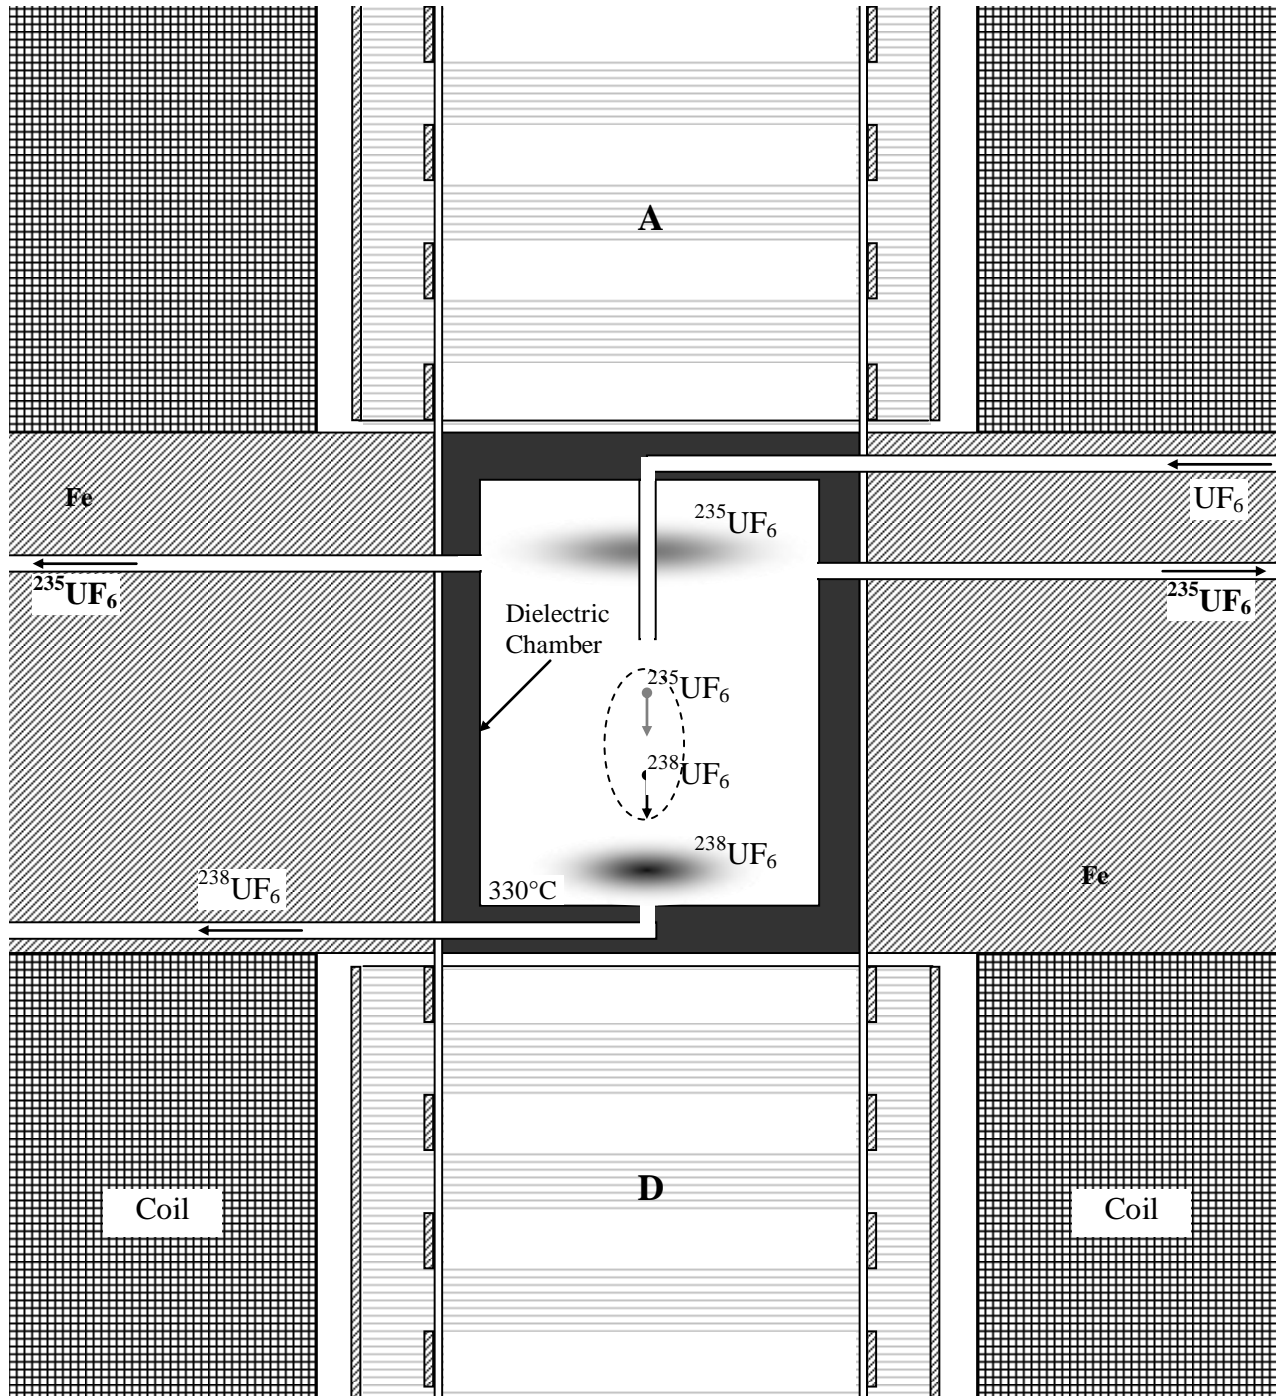 A
Fe
UF₆
²³⁵UF₆
²³⁵UF₆
²³⁵UF₆
Dielectric
Chamber
²³⁵UF₆
²³⁸UF₆
²³⁸UF₆
330°C
²³⁸UF₆
Fe
D
Coil
Coil